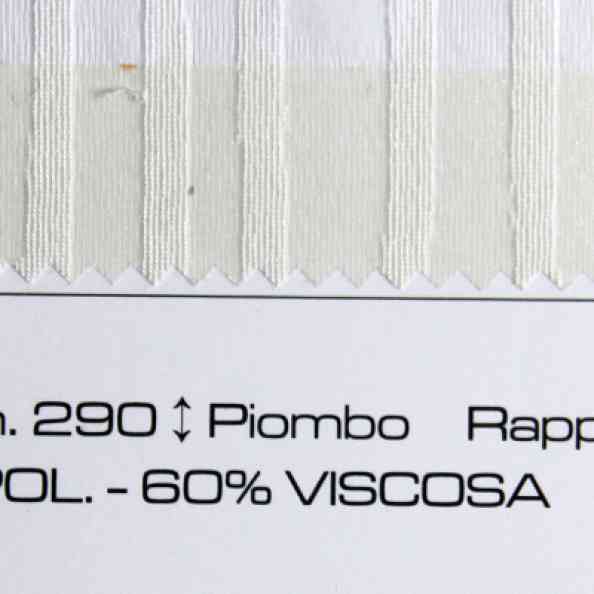 n. 290 ↕ Piombo Rapp
POL. - 60% VISCOSA